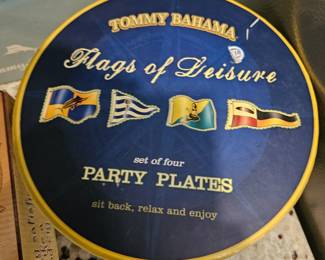 TOMMY BAHAMA
Flags of Leisure
set of four
PARTY PLATES
sit back, relax and enjoy